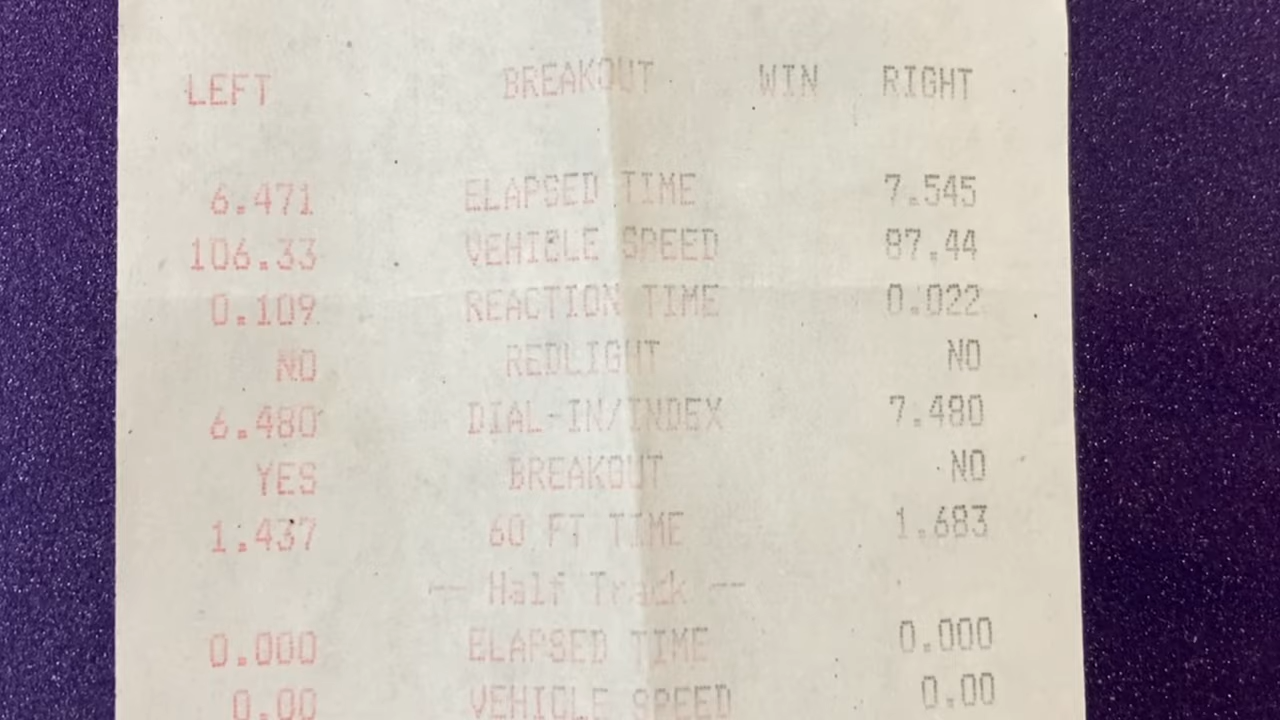 LEFT BREAKOUT WIN RIGHT
6.471 ELAPSED TIME 7.545
106.33 VEHICLE SPEED 87.44
0.109 REACTION TIME 0.022
NO REDLIGHT NO
6.480 DIAL-IN/INDEX 7.480
YES BREAKOUT NO
1.437 60 FT TIME 1.683
-- Half Track --
0.000 ELAPSED TIME 0.000
0.00 VEHICLE SPEED 0.00